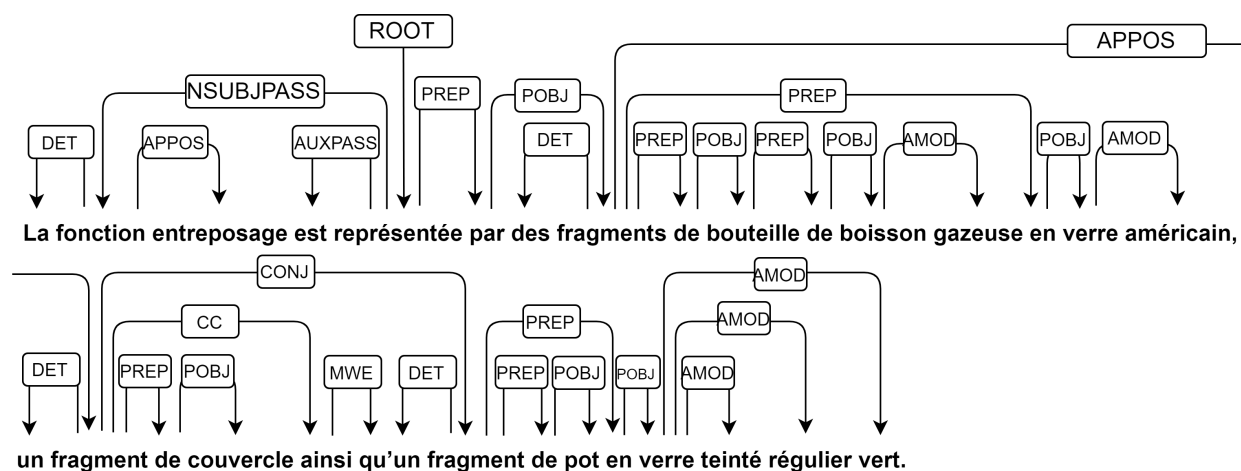 ROOT APPOS
NSUBJPASS PREP POBJ PREP
DET APPOS AUXPASS DET PREP POBJ PREP POBJ AMOD POBJ AMOD
La fonction entreposage est représentée par des fragments de bouteille de boisson gazeuse en verre américain,
CONJ AMOD
CC PREP AMOD
DET PREP POBJ MWE DET PREP POBJ POBJ AMOD
un fragment de couvercle ainsi qu’un fragment de pot en verre teinté régulier vert.